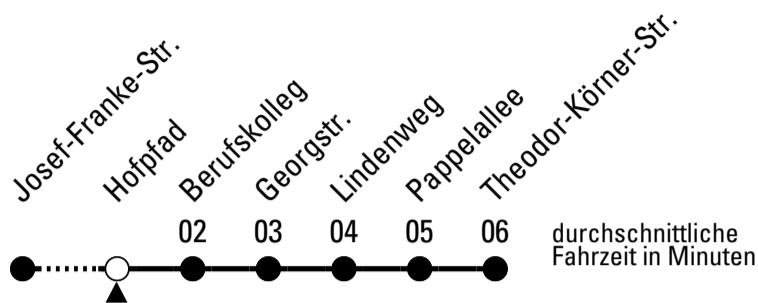 Josef-Franke-Str.
Hofpfad
Berufskolleg
Georgstr.
Lindenweg
Pappelallee
Theodor-Körner-Str.
02 03 04 05 06
durchschnittliche
Fahrzeit in Minuten